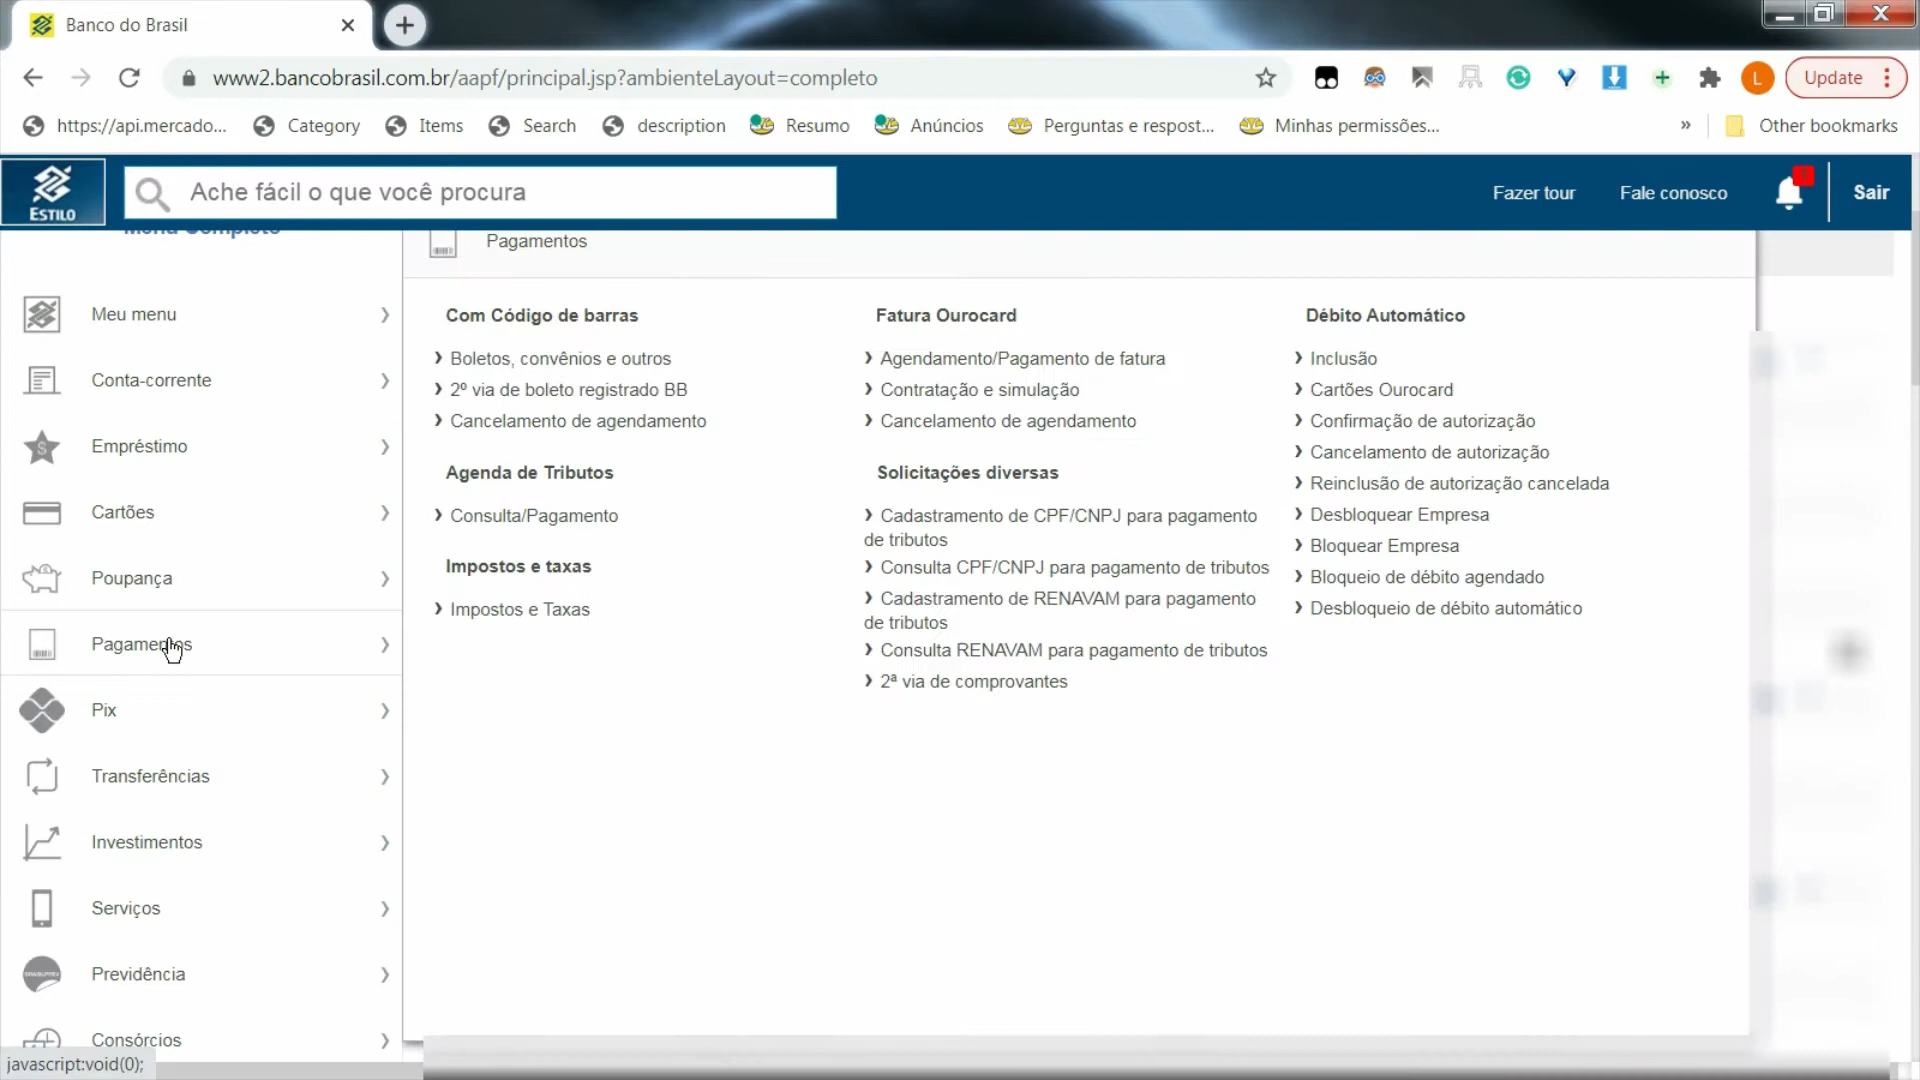 Banco do Brasil
www2.bancobrasil.com.br/aapf/principal.jsp?ambienteLayout=completo
L
Update
https://api.mercado...
Category
Items
Search
description
Resumo
Anúncios
Perguntas e respost...
Minhas permissões...
»
Other bookmarks
ESTILO
Ache fácil o que você procura
Fazer tour
Fale conosco
Sair
Menu Completo
Meu menu
Conta-corrente
Empréstimo
Cartões
Poupança
Pagamentos
Pix
Transferências
Investimentos
Serviços
Previdência
Consórcios
Pagamentos
Com Código de barras
Boletos, convênios e outros
2º via de boleto registrado BB
Cancelamento de agendamento
Agenda de Tributos
Consulta/Pagamento
Impostos e taxas
Impostos e Taxas
Fatura Ourocard
Agendamento/Pagamento de fatura
Contratação e simulação
Cancelamento de agendamento
Solicitações diversas
Cadastramento de CPF/CNPJ para pagamento
de tributos
Consulta CPF/CNPJ para pagamento de tributos
Cadastramento de RENAVAM para pagamento
de tributos
Consulta RENAVAM para pagamento de tributos
2ª via de comprovantes
Débito Automático
Inclusão
Cartões Ourocard
Confirmação de autorização
Cancelamento de autorização
Reinclusão de autorização cancelada
Desbloquear Empresa
Bloquear Empresa
Bloqueio de débito agendado
Desbloqueio de débito automático
javascript:void(0);